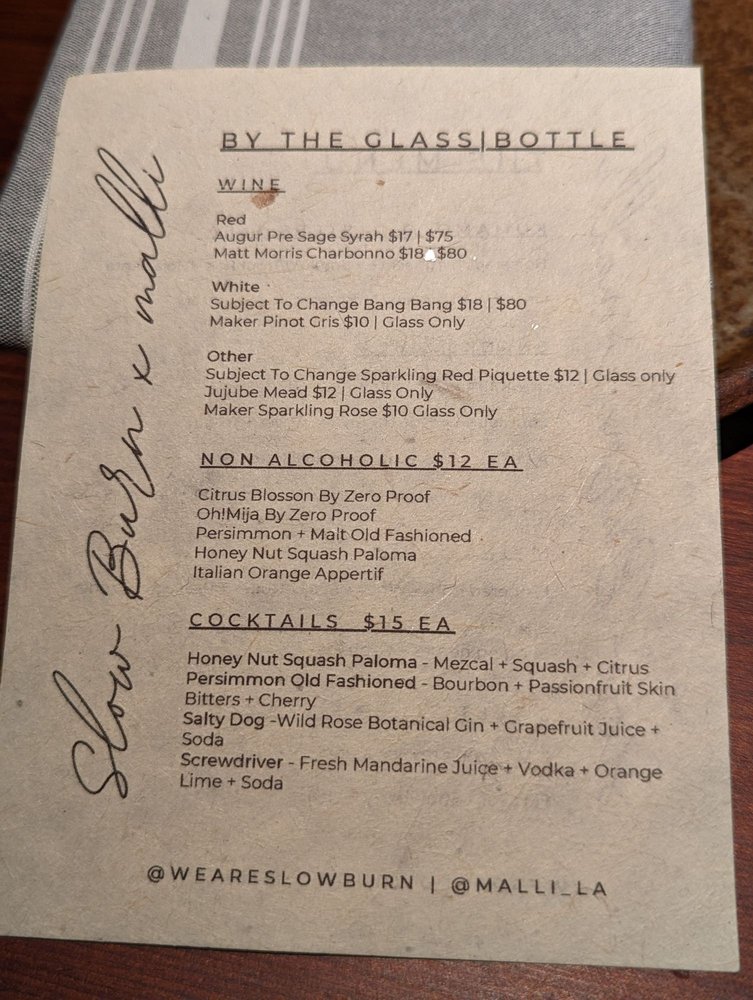 BY THE GLASS|BOTTLE
WINE
Red
Augur Pre Sage Syrah $17 | $75
Matt Morris Charbonno $18 $80
White
Subject To Change Bang Bang $18 | $80
Maker Pinot Gris $10 | Glass Only
Other
Subject To Change Sparkling Red Piquette $12 | Glass only
Jujube Mead $12 | Glass Only
Maker Sparkling Rose $10 Glass Only
NON ALCOHOLIC $12 EA
Citrus Blosson By Zero Proof
Oh!Mija By Zero Proof
Persimmon + Malt Old Fashioned
Honey Nut Squash Paloma
Italian Orange Appertif
COCKTAILS $15 EA
Honey Nut Squash Paloma - Mezcal + Squash + Citrus
Persimmon Old Fashioned - Bourbon + Passionfruit Skin
Bitters + Cherry
Salty Dog -Wild Rose Botanical Gin + Grapefruit Juice +
Soda
Screwdriver - Fresh Mandarine Juice + Vodka + Orange
Lime + Soda
Slow Burn x malli
@WEARESLOWBURN | @MALLI_LA